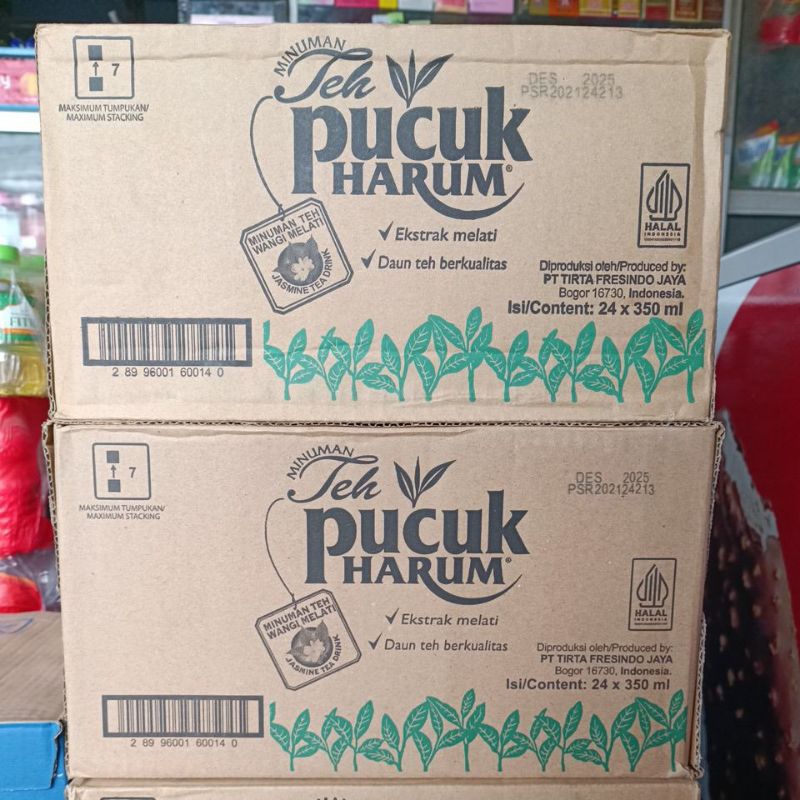 7
MAKSIMUM TUMPUKAN/
MAXIMUM STACKING
MINUMAN
Teh
pucuk
HARUM®
DES 2025
PSR202124213
MINUMAN TEH
WANGI MELATI
JASMINE TEA DRINK
✓ Ekstrak melati
✓ Daun teh berkualitas
HALAL
INDONESIA
Diproduksi oleh/Produced by:
PT TIRTA FRESINDO JAYA
Bogor 16730, Indonesia.
Isi/Content: 24 x 350 ml
2 89 96001 60014 0
7
MAKSIMUM TUMPUKAN/
MAXIMUM STACKING
MINUMAN
Teh
pucuk
HARUM®
DES 2025
PSR202124213
MINUMAN TEH
WANGI MELATI
JASMINE TEA DRINK
✓ Ekstrak melati
✓ Daun teh berkualitas
HALAL
INDONESIA
Diproduksi oleh/Produced by:
PT TIRTA FRESINDO JAYA
Bogor 16730, Indonesia.
Isi/Content: 24 x 350 ml
2 89 96001 60014 0